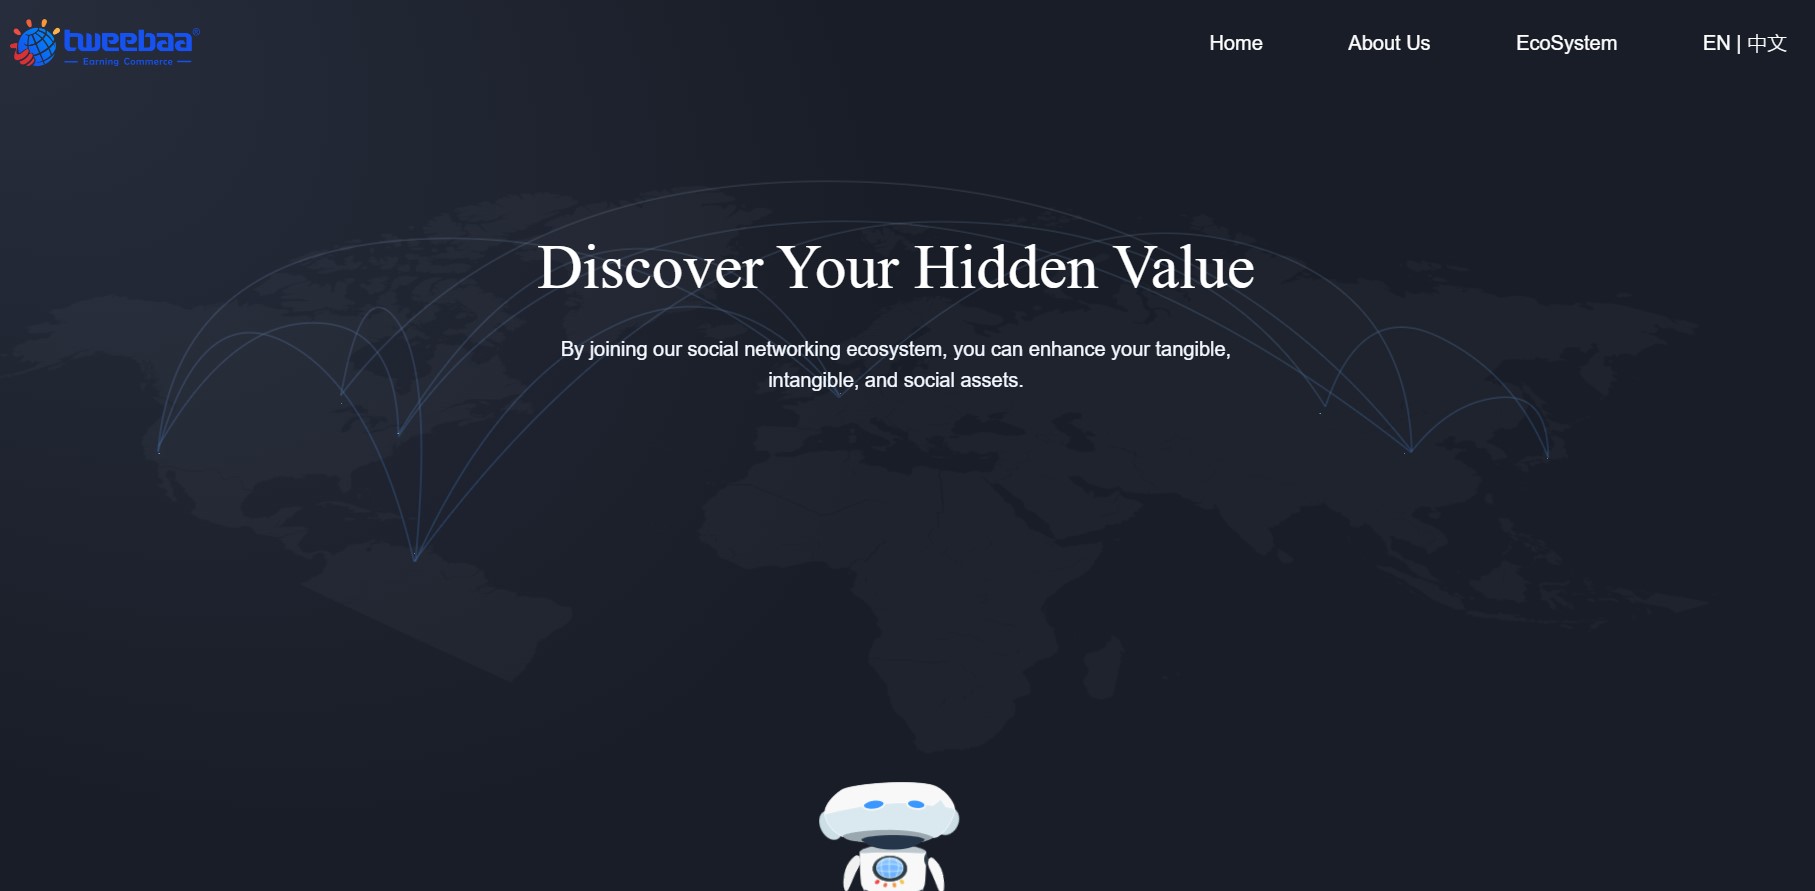 tweebaa®
Earning Commerce
Home
About Us
EcoSystem
EN | 中文
Discover Your Hidden Value
By joining our social networking ecosystem, you can enhance your tangible,
intangible, and social assets.